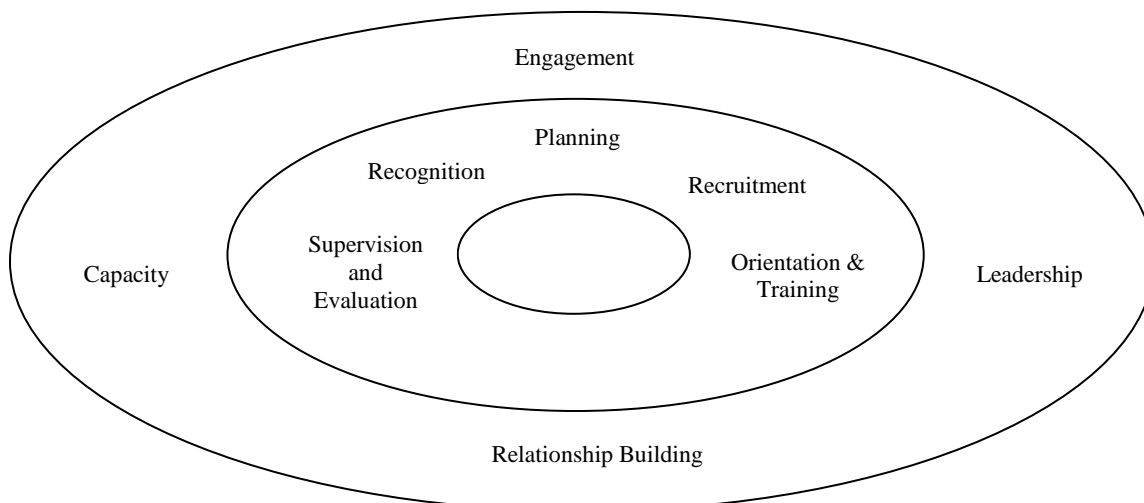 Engagement
Planning
Recognition
Recruitment
Supervision
and
Evaluation
Orientation &
Training
Capacity
Leadership
Relationship Building